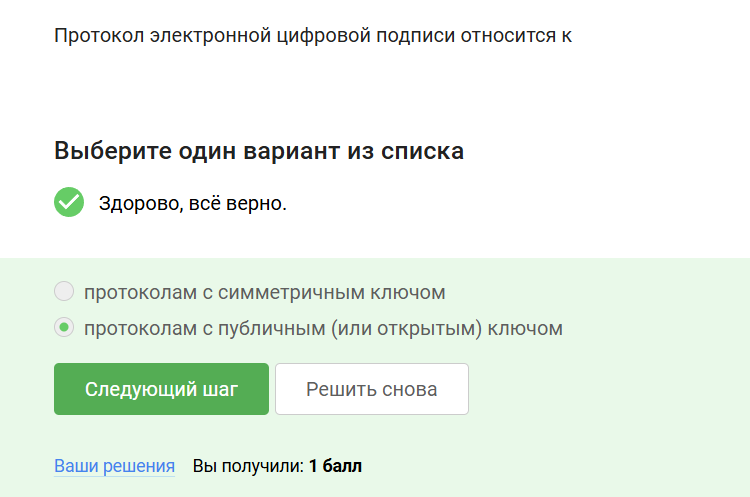 Протокол электронной цифровой подписи относится к
Выберите один вариант из списка
Здорово, всё верно.
протоколам с симметричным ключом
протоколам с публичным (или открытым) ключом
Следующий шаг Решить снова
Ваши решения Вы получили: 1 балл